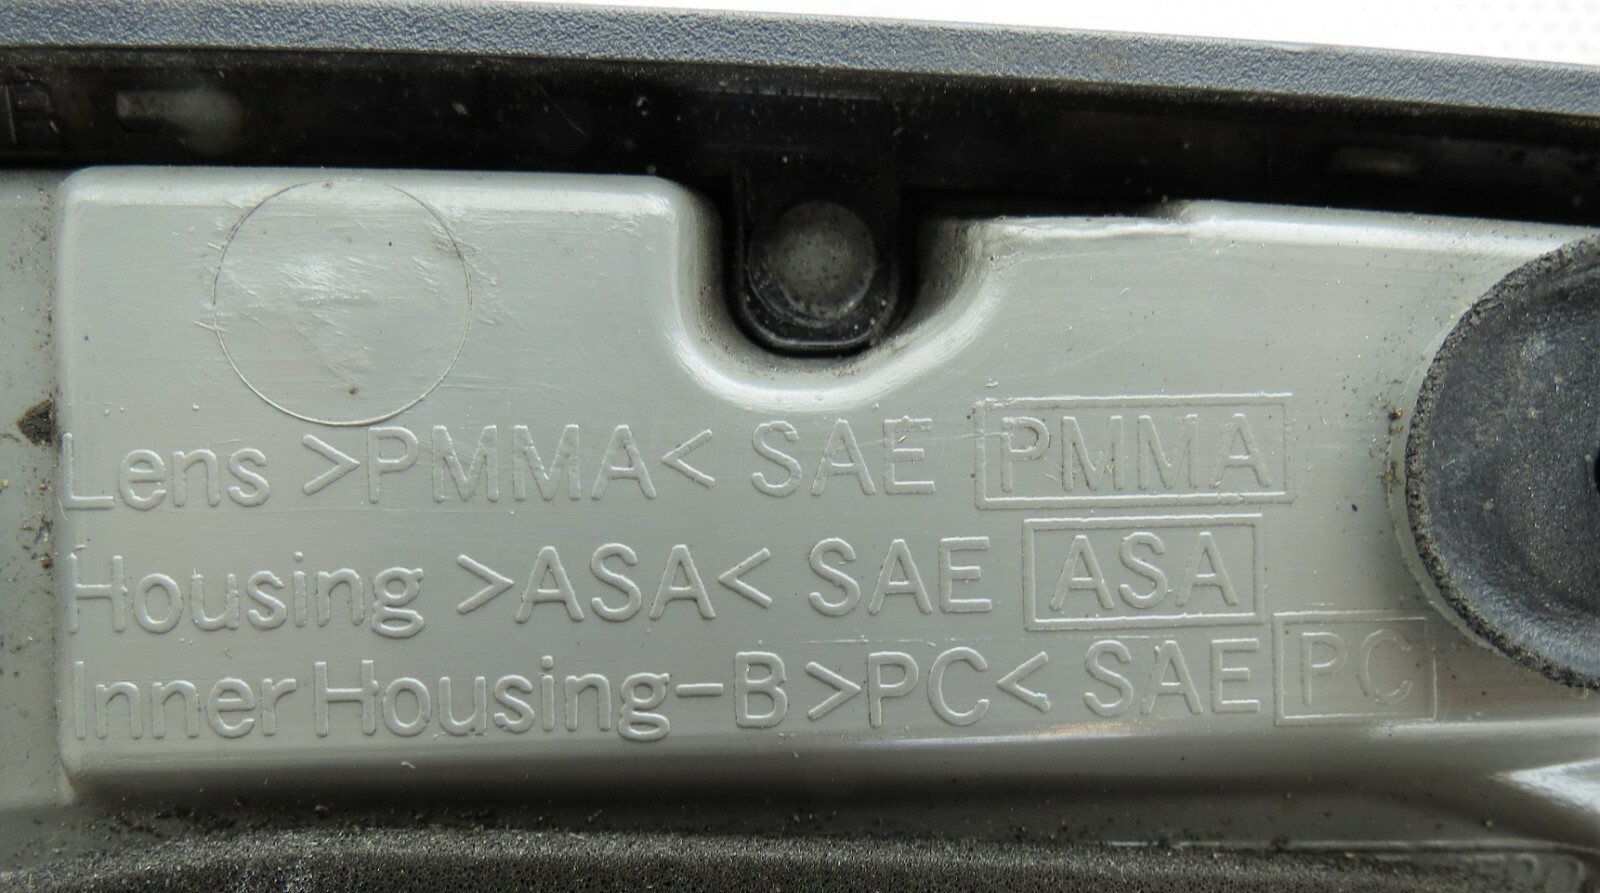 R
Lens >PMMA< SAE PMMA
Housing >ASA< SAE ASA
Inner Housing-B >PC< SAE PC